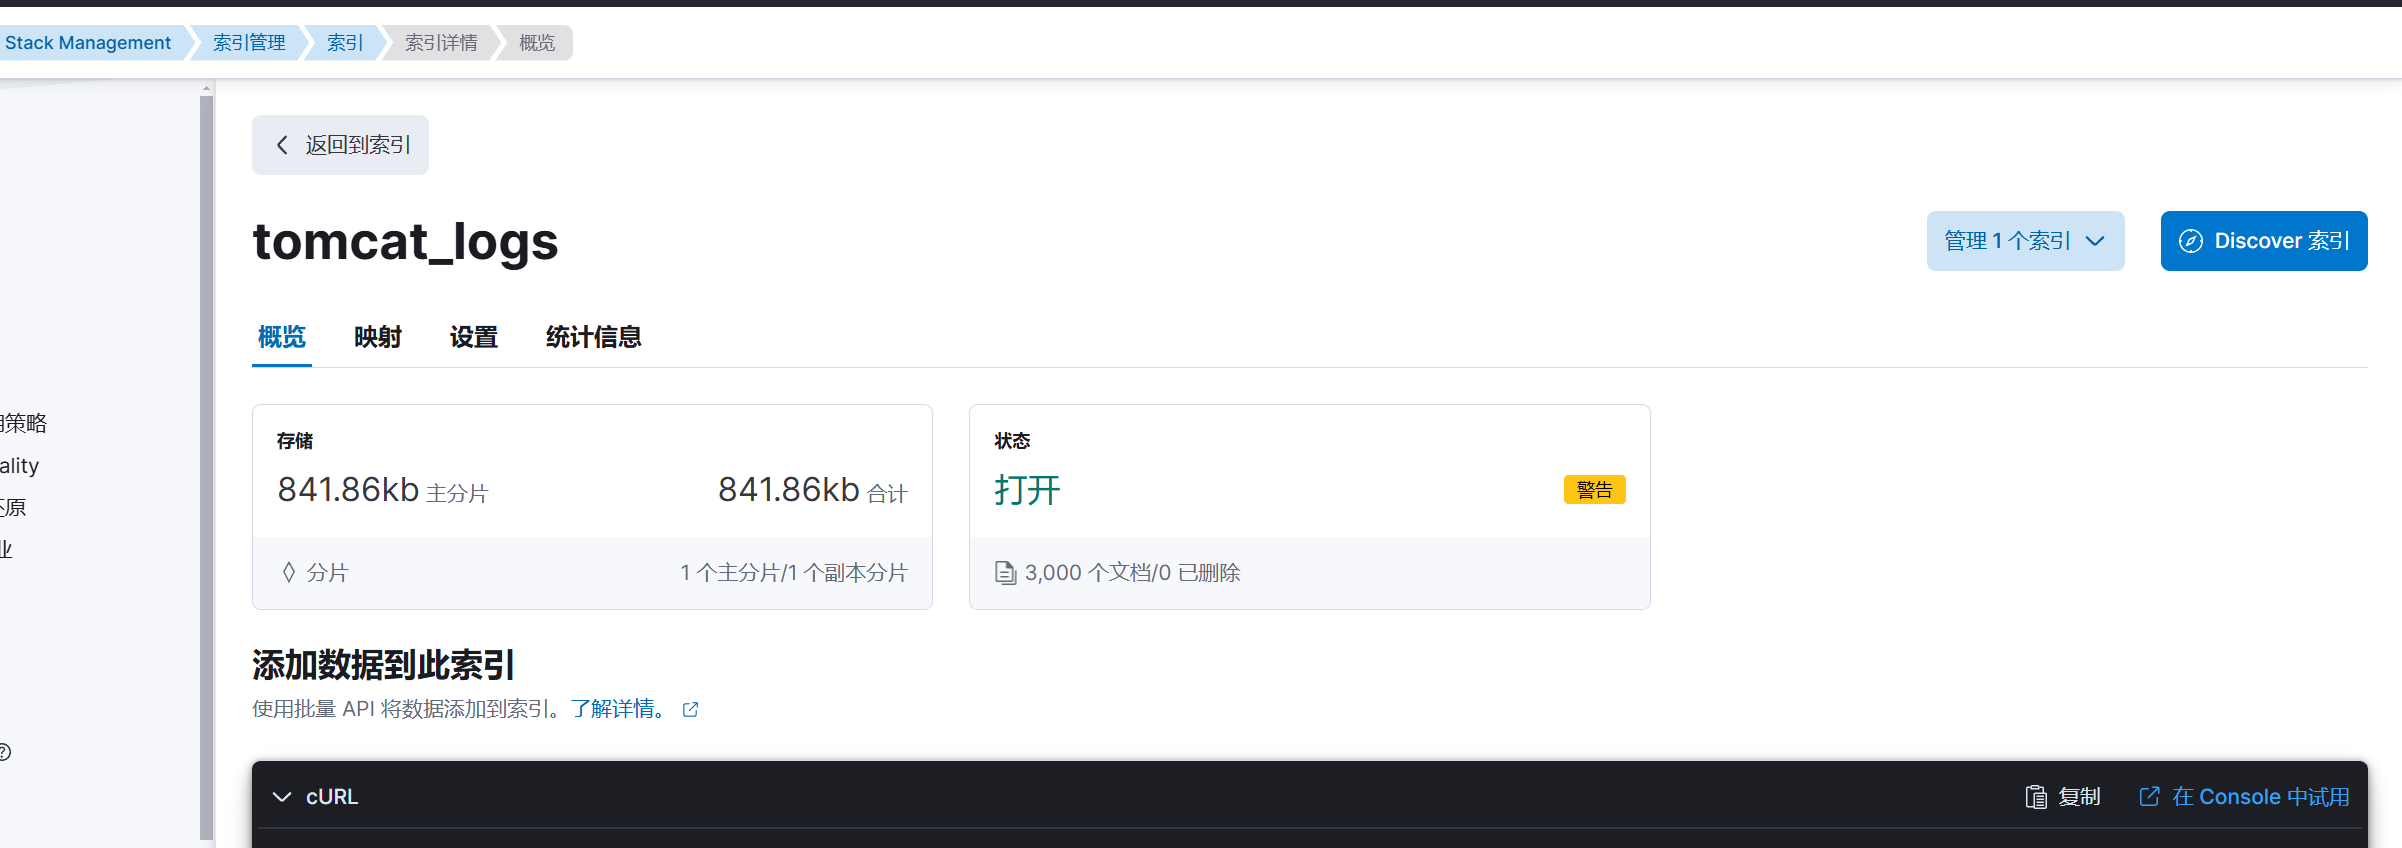 Stack Management 索引管理 索引 索引详情 概览
返回到索引
tomcat_logs
管理 1 个索引
Discover 索引
概览 映射 设置 统计信息
存储
841.86kb 主分片 841.86kb 合计
分片 1 个主分片/1 个副本分片
状态
打开 警告
3,000 个文档/0 已删除
策略
ality
还原
业
添加数据到此索引
使用批量 API 将数据添加到索引。了解详情。
cURL 复制 在 Console 中试用